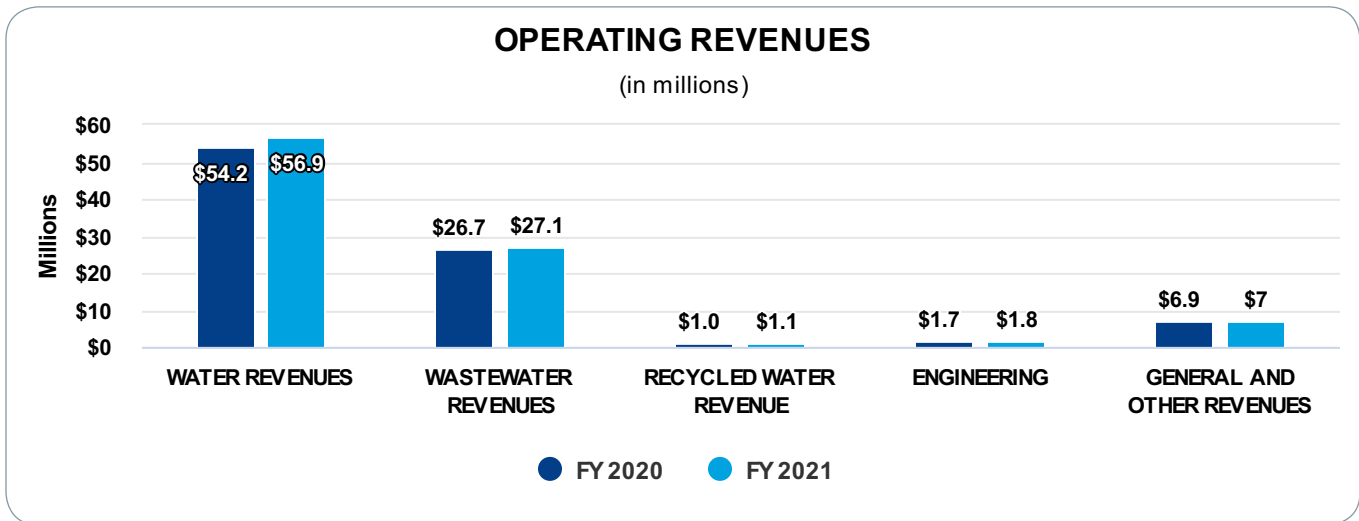 OPERATING REVENUES
(in millions)
Millions
$60
$50
$40
$30
$20
$10
$0
$54.2
$56.9
$26.7
$27.1
$1.0
$1.1
$1.7
$1.8
$6.9
$7
WATER REVENUES
WASTEWATER
REVENUES
RECYCLED WATER
REVENUE
ENGINEERING
GENERAL AND
OTHER REVENUES
FY 2020
FY 2021